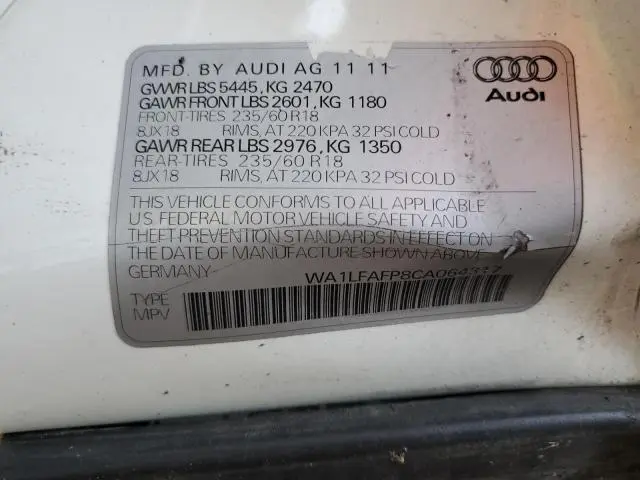 MFD. BY AUDI AG 11 11
GVWR LBS 5445, KG 2470
GAWR FRONT LBS 2601, KG 1180
FRONT-TIRES 235/60 R18
8JX18 RIMS, AT 220 KPA 32 PSI COLD
GAWR REAR LBS 2976, KG 1350
REAR-TIRES 235/60 R18
8JX18 RIMS, AT 220 KPA 32 PSI COLD
THIS VEHICLE CONFORMS TO ALL APPLICABLE
U.S. FEDERAL MOTOR VEHICLE SAFETY AND
THEFT PREVENTION STANDARDS IN EFFECT ON
THE DATE OF MANUFACTURE SHOWN ABOVE.
GERMANY WA1LFAFP8CA064317
TYPE
MPV
Audi